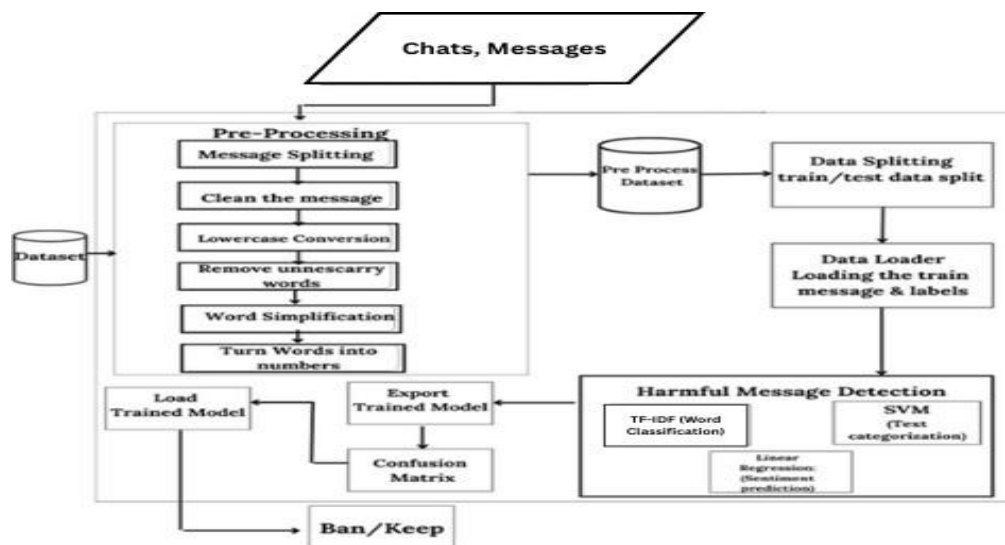 Chats, Messages
Pre-Processing
Message Splitting
Clean the message
Lowercase Conversion
Remove unnescarry
words
Word Simplification
Turn Words into
numbers
Dataset
Pre Process
Dataset
Data Splitting
train/test data split
Data Loader
Loading the train
message & labels
Harmful Message Detection
TF-IDF (Word
Classification)
SVM
(Text
categorization)
Linear
Regression:
(Sentiment
prediction)
Export
Trained Model
Confusion
Matrix
Load
Trained Model
Ban/Keep